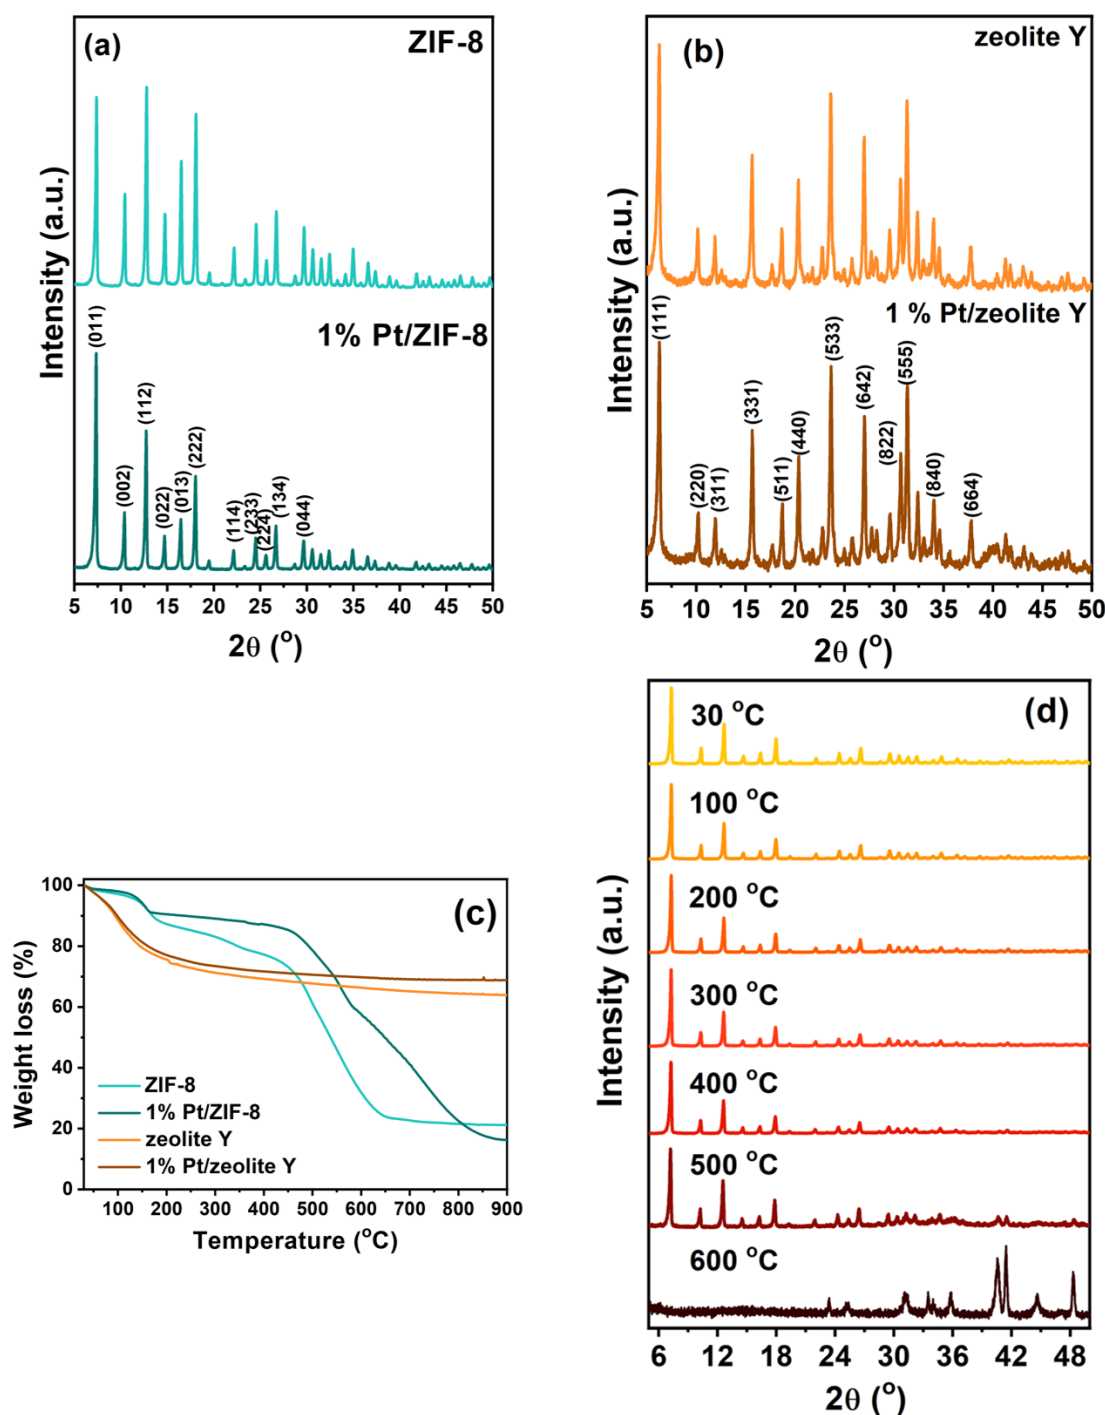 (a)
ZIF-8
1% Pt/ZIF-8
(011)
(002)
(112)
(022)
(013)
(222)
(114)
(233)
(224)
(134)
(044)
Intensity (a.u.)
5 10 15 20 25 30 35 40 45 50
2θ (°)
(b)
zeolite Y
1 % Pt/zeolite Y
(111)
(220)
(311)
(331)
(511)
(440)
(533)
(642)
(822)
(555)
(840)
(664)
Intensity (a.u.)
5 10 15 20 25 30 35 40 45 50
2θ (°)
(c)
Weight loss (%)
100
80
60
40
20
0
ZIF-8
1% Pt/ZIF-8
zeolite Y
1% Pt/zeolite Y
100 200 300 400 500 600 700 800 900
Temperature (°C)
(d)
30 °C
100 °C
200 °C
300 °C
400 °C
500 °C
600 °C
Intensity (a.u.)
6 12 18 24 30 36 42 48
2θ (°)